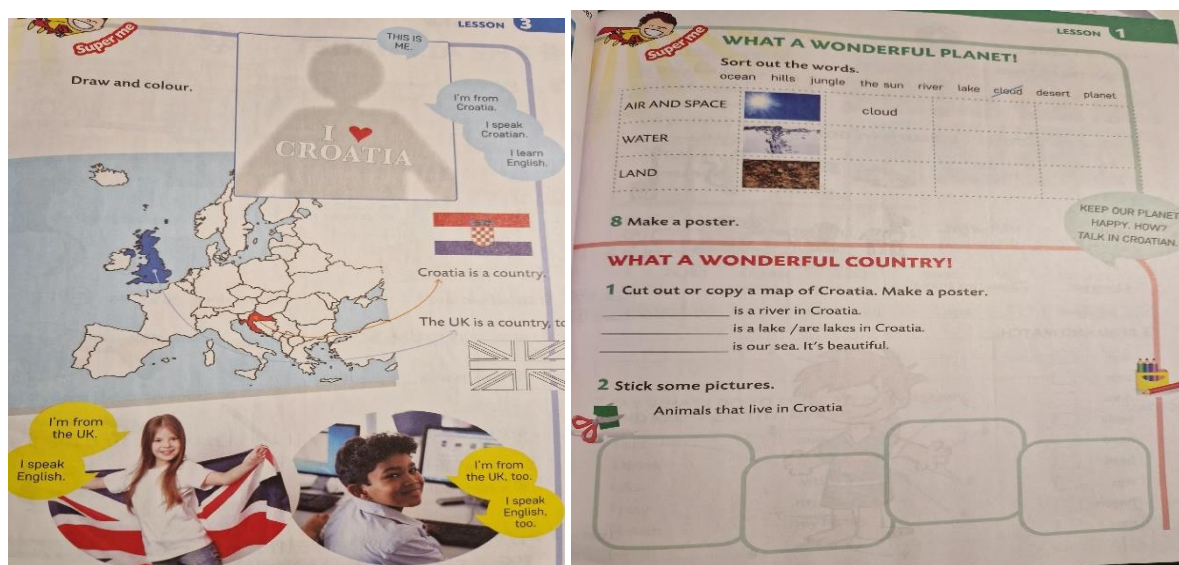 Super me
LESSON 3
THIS IS
ME.
Draw and colour.
I'm from
Croatia.
I speak
Croatian.
I learn
English.
I ❤
CROATIA
Croatia is a country.
The UK is a country, to
I'm from
the UK.
I speak
English.
I'm from
the UK, too.
I speak
English,
too.
Super me
LESSON 1
WHAT A WONDERFUL PLANET!
Sort out the words.
ocean hills jungle the sun river lake cloud desert planet
AIR AND SPACE cloud
WATER
LAND
8 Make a poster.
KEEP OUR PLANET
HAPPY. HOW?
TALK IN CROATIAN.
WHAT A WONDERFUL COUNTRY!
1 Cut out or copy a map of Croatia. Make a poster.
is a river in Croatia.
is a lake /are lakes in Croatia.
is our sea. It's beautiful.
2 Stick some pictures.
Animals that live in Croatia